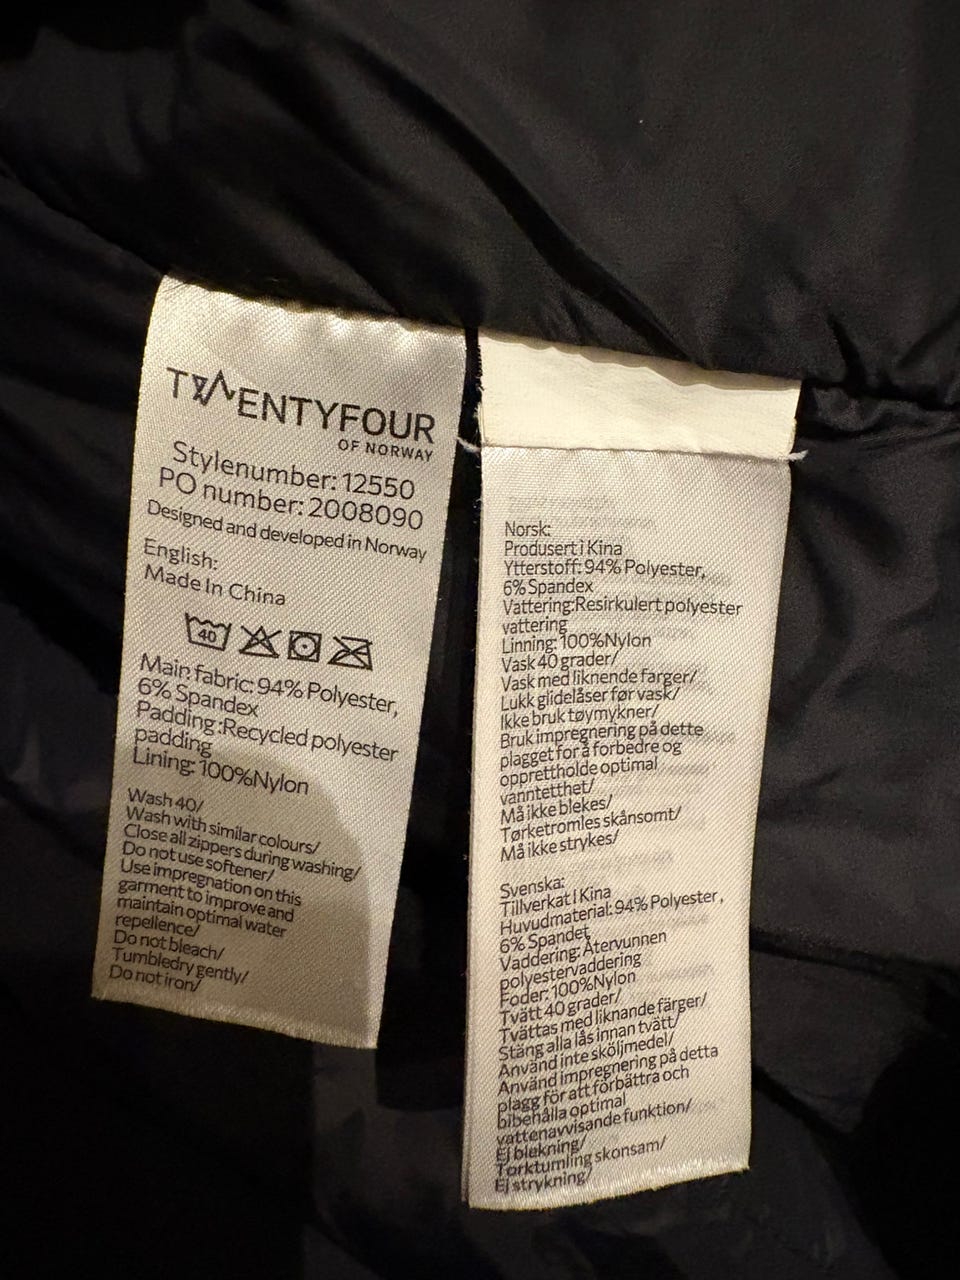 TWENTYFOUR
OF NORWAY
Stylenumber: 12550
PO number: 2008090
Designed and developed in Norway
English:
Made In China
40
Main fabric: 94% Polyester,
6% Spandex
Padding :Recycled polyester
padding
Lining: 100%Nylon
Wash 40/
Wash with similar colours/
Close all zippers during washing/
Do not use softener/
Use impregnation on this
garment to improve and
maintain optimal water
repellence/
Do not bleach/
Tumbledry gently/
Do not iron/
Norsk:
Produsert i Kina
Ytterstoff: 94% Polyester,
6% Spandex
Vattering:Resirkulert polyester
vattering
Linning: 100%Nylon
Vask 40 grader/
Vask med liknende farger/
Lukk glidelåser før vask/
Ikke bruk tøymykner/
Bruk impregnering på dette
plagget for å forbedre og
opprettholde optimal
vanntetthet/
Må ikke blekes/
Tørketromles skånsomt/
Må ikke strykes/
Svenska:
Tillverkat I Kina
Huvudmaterial: 94% Polyester,
6% Spandet
Vaddering: Återvunnen
polyestervaddering
Foder: 100%Nylon
Tvätt 40 grader/
Tvättas med liknande färger/
Stäng alla lås innan tvätt/
Använd inte sköljmedel/
Använd impregnering på detta
plagg för att förbättra och
bibehålla optimal
vattenavvisande funktion/
Ej blekning/
Torktumling skonsam/
Ej strykning/